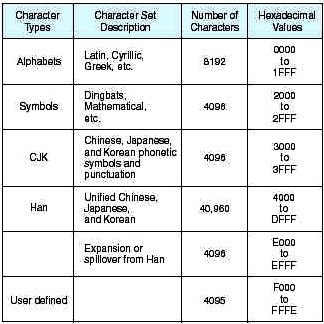 Character Types | Character Set Description | Number of Characters | Hexadecimal Values
Alphabets | Latin, Cyrillic, Greek, etc. | 8192 | 0000 to 1FFF
Symbols | Dingbats, Mathematical, etc. | 4096 | 2000 to 2FFF
CJK | Chinese, Japanese, and Korean phonetic symbols and punctuation | 4096 | 3000 to 3FFF
Han | Unified Chinese, Japanese, and Korean | 40,960 | 4000 to DFFF
Expansion or spillover from Han | 4096 | E000 to EFFF
User defined | 4095 | F000 to FFFE